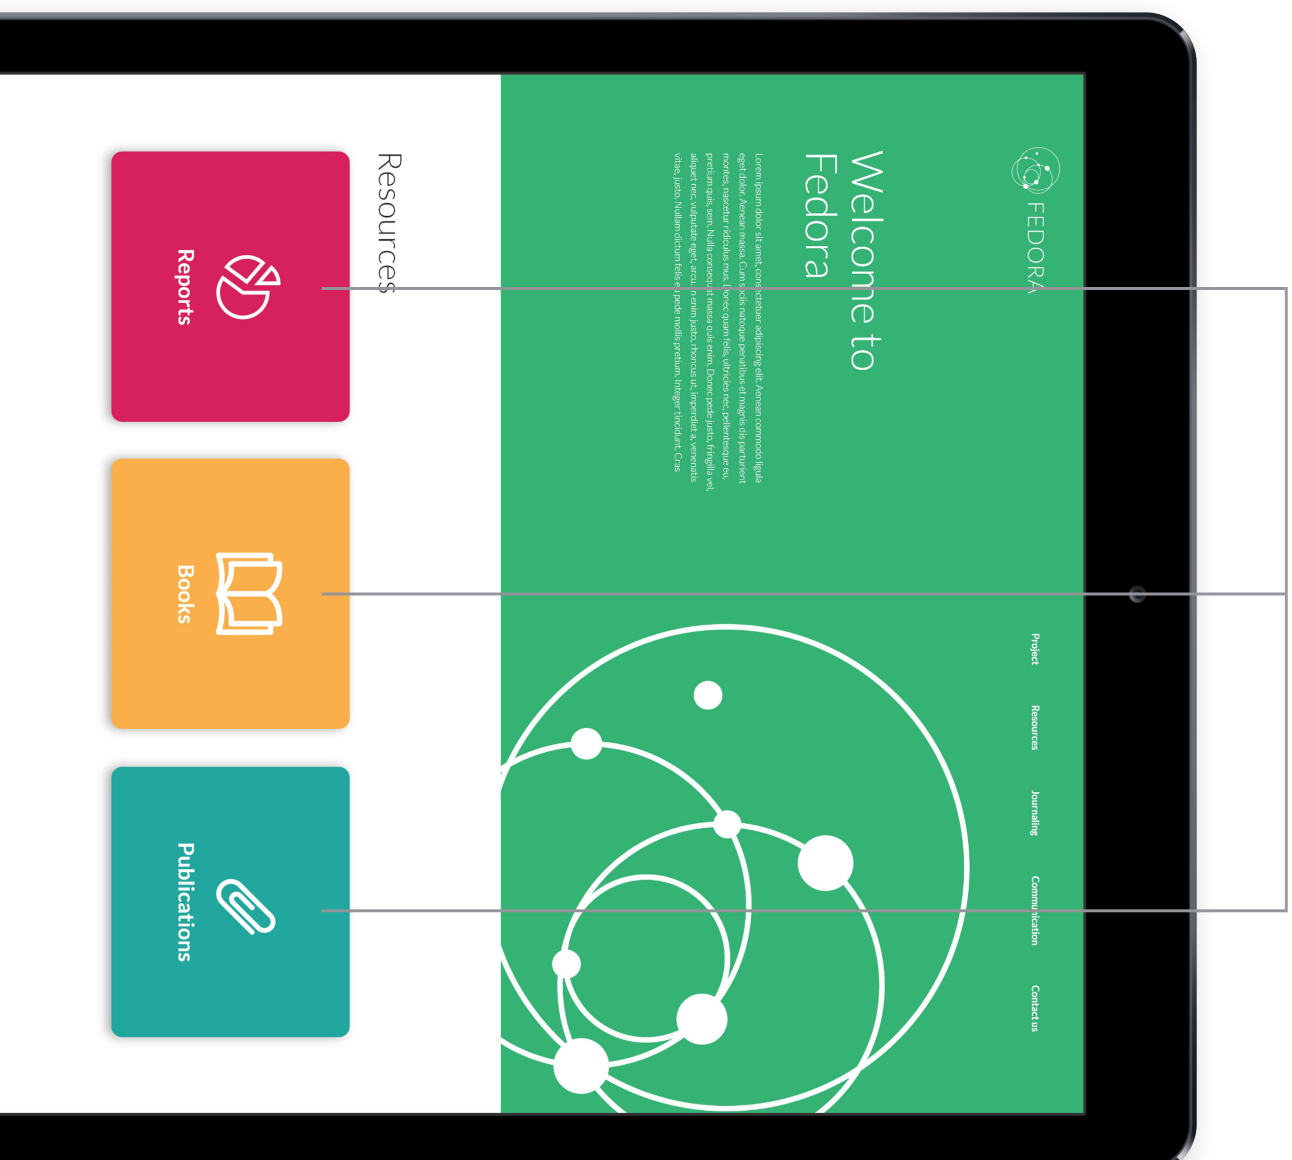 FEDORA
Project
Resources
Journaling
Communication
Contact us
Welcome to
Fedora
Lorem ipsum dolor sit amet, consectetuer adipiscing elit. Aenean commodo ligula
eget dolor. Aenean massa. Cum sociis natoque penatibus et magnis dis parturient
montes, nascetur ridiculus mus. Donec quam felis, ultricies nec, pellentesque eu,
pretium quis, sem. Nulla consequat massa quis enim. Donec pede justo, fringilla vel,
aliquet nec, vulputate eget, arcu. In enim justo, rhoncus ut, imperdiet a, venenatis
vitae, justo. Nullam dictum felis eu pede mollis pretium. Integer tincidunt. Cras
Resources
Reports
Books
Publications